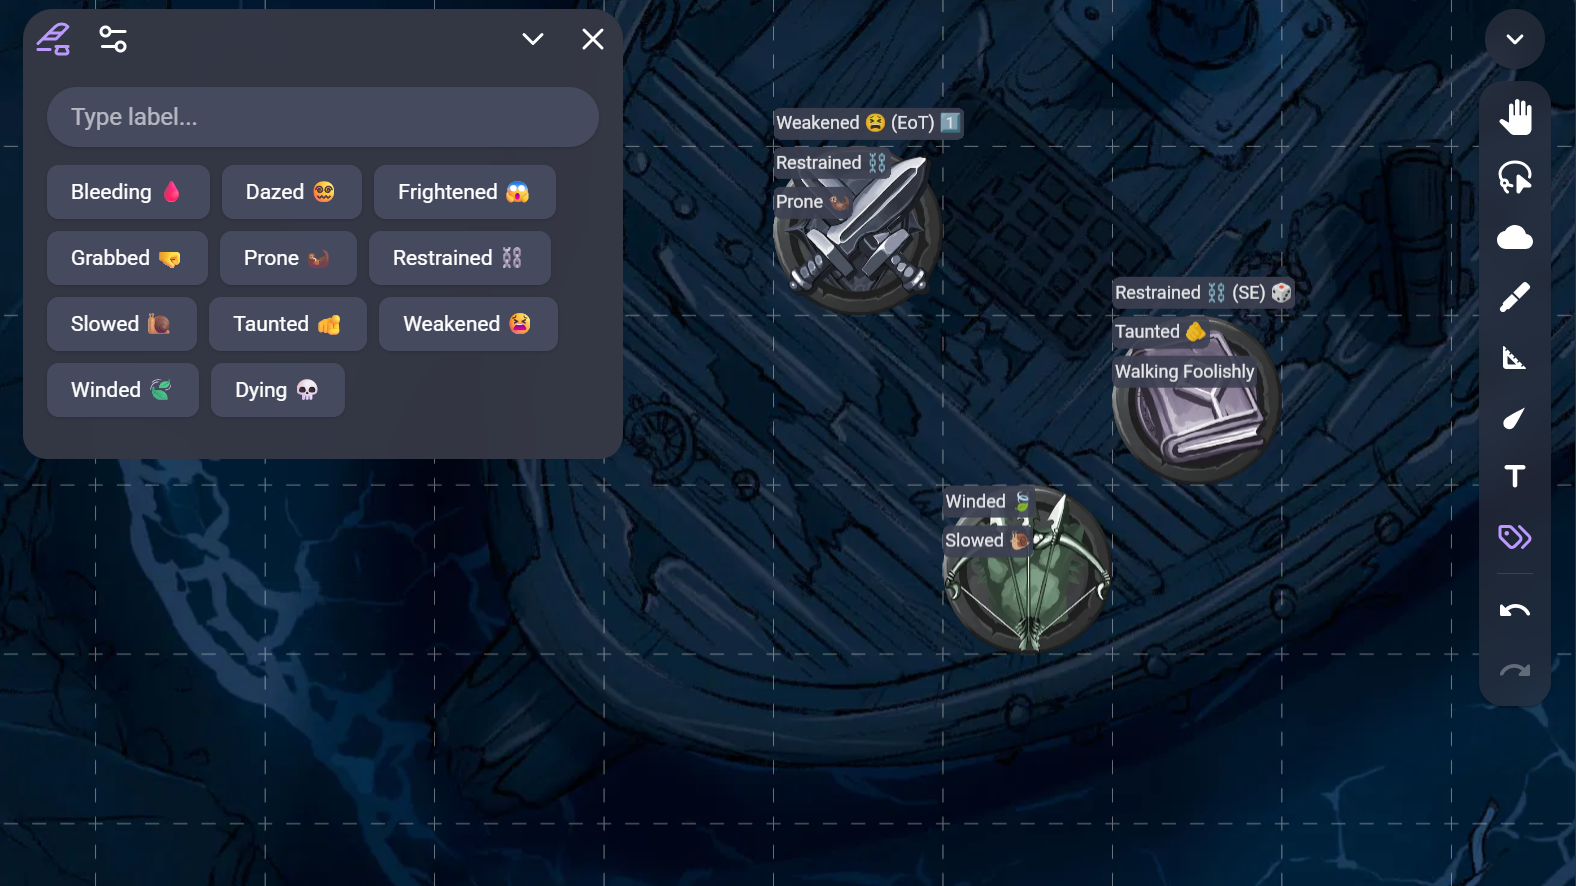 Type label...
Bleeding 🩸 Dazed 😵‍💫 Frightened 😱
Grabbed 🤛 Prone Restrained ⛓️
Slowed 🐌 Taunted 🫵 Weakened 😫
Winded 🍃 Dying 💀
Weakened 😫 (EoT) 1️⃣
Restrained ⛓️
Prone
Restrained ⛓️ (SE) 🎲
Taunted 🫵
Walking Foolishly
Winded 🍃
Slowed 🐌
T